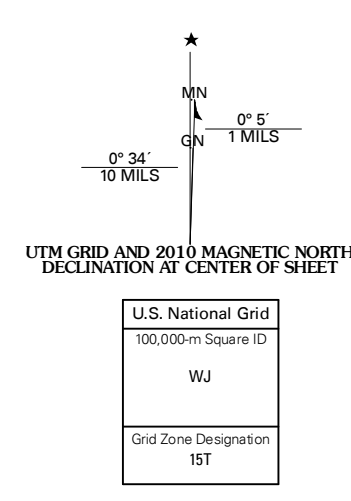 MN
GN
0° 5´
1 MILS
0° 34´
10 MILS
UTM GRID AND 2010 MAGNETIC NORTH
DECLINATION AT CENTER OF SHEET
U.S. National Grid
100,000-m Square ID
WJ
Grid Zone Designation
15T